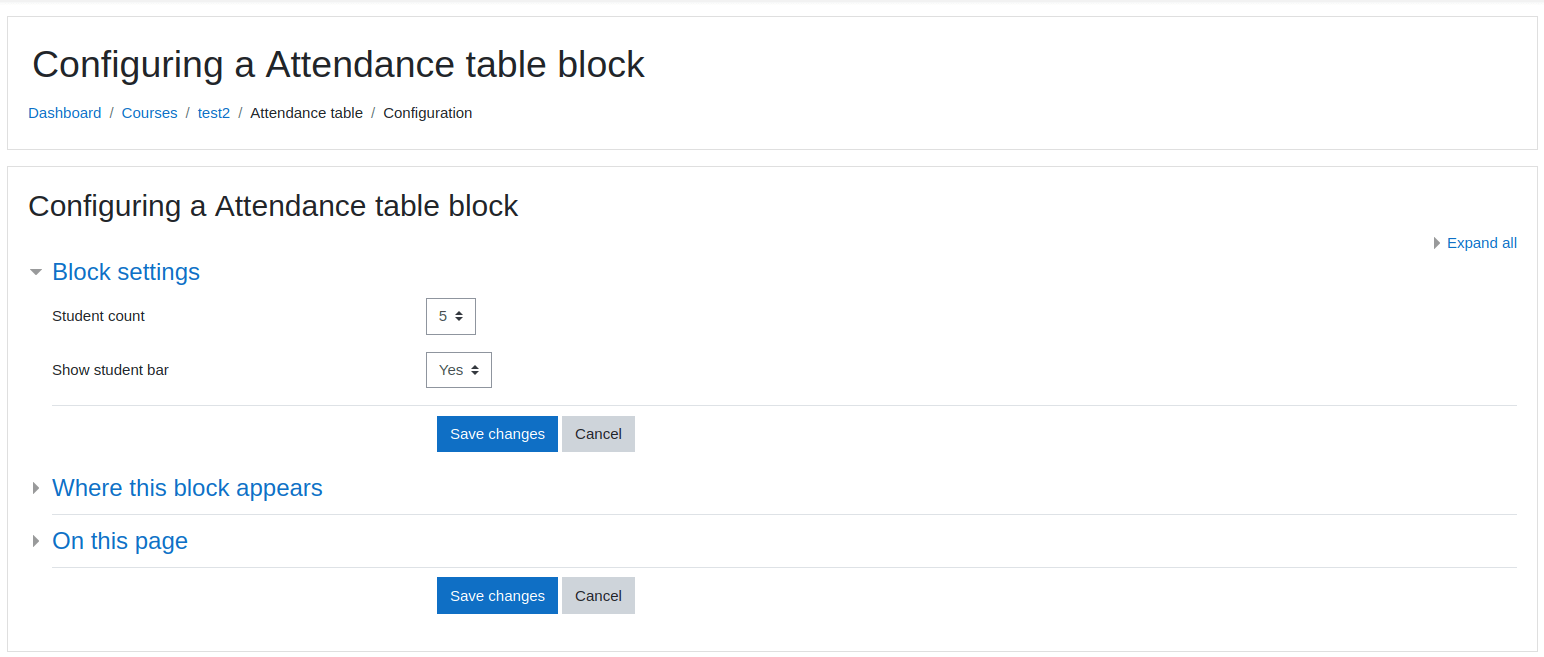 Configuring a Attendance table block
Dashboard / Courses / test2 / Attendance table / Configuration
Configuring a Attendance table block
Expand all
Block settings
Student count 5
Show student bar Yes
Save changes Cancel
Where this block appears
On this page
Save changes Cancel